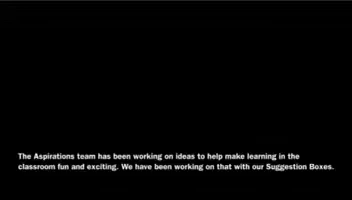 The Aspirations team has been working on ideas to help make learning in the
classroom fun and exciting. We have been working on that with our Suggestion Boxes.